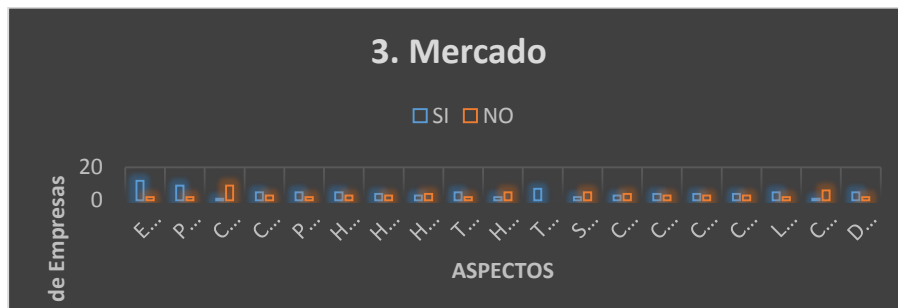 3. Mercado
SI NO
20
0
de Empresas
E... P... C... C... P... H... H... H... T... H... T... S... C... C... C... C... L... C... D...
ASPECTOS